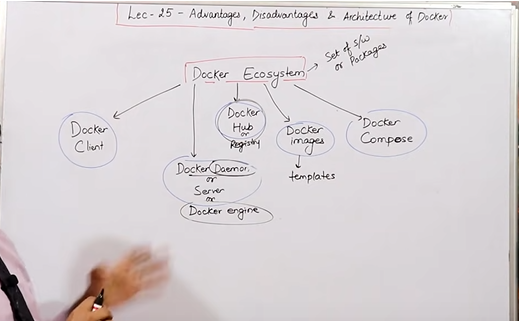 Lec-25 - Advantages, Disadvantages & Architecture of Docker
Docker Ecosystem
Set of S/W
or Packages
Docker
Client
Docker Daemon
or
Server
or
Docker engine
Docker
Hub
or
Registry
Docker
images
templates
Docker
Compose